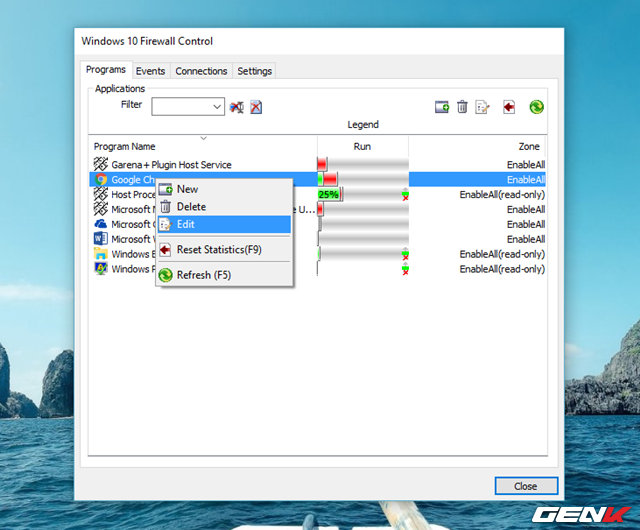 Windows 10 Firewall Control
Programs Events Connections Settings
Applications
Filter
Legend
Program Name Run Zone
Garena+ Plugin Host Service EnableAll
Google Ch EnableAll
Host Proce 25% EnableAll(read-only)
Microsoft e U... EnableAll
Microsoft EnableAll
Microsoft EnableAll
Windows EnableAll(read-only)
Windows EnableAll(read-only)
New
Delete
Edit
Reset Statistics(F9)
Refresh (F5)
Close
GENK